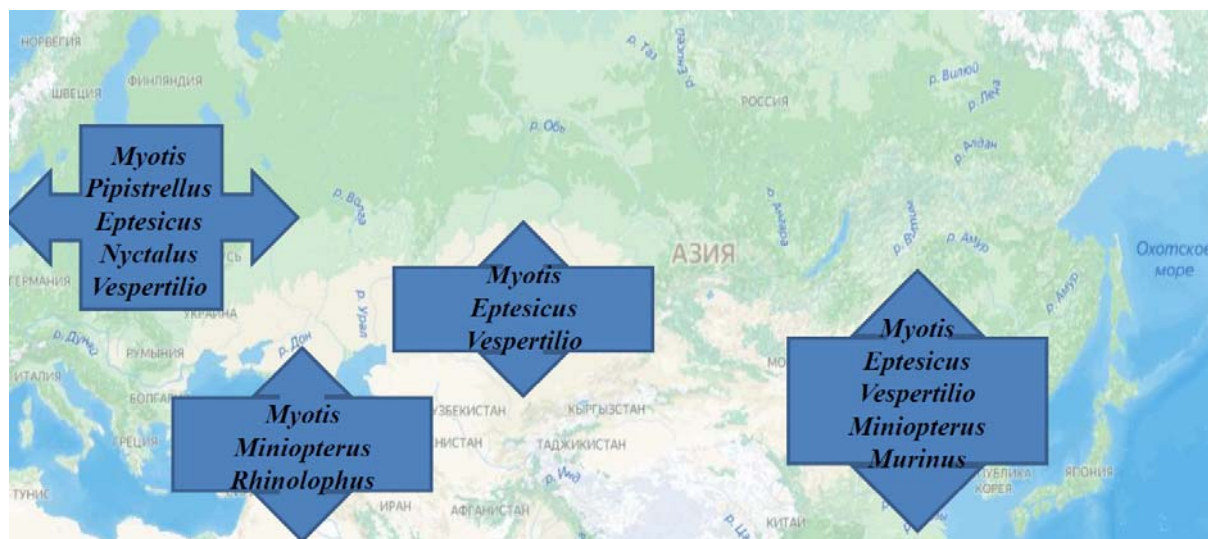 НОРВЕГИЯ
ФИНЛЯНДИЯ
ШВЕЦИЯ
р. Таз
р. Енисей
РОССИЯ
р. Вилюй
р. Лена
р. Обь
р. Алдан
Myotis
Pipistrellus
Eptesicus
Nyctalus
Vespertilio
р. Волга
р. Ангара
р. Витим
р. Амур
АЗИЯ
Охотское
море
р. Амур
ГЕРМАНИЯ
УКРАИНА
р. Урал
Myotis
Eptesicus
Vespertilio
р. Дунай
РУМЫНИЯ
р. Дон
ИТАЛИЯ
БОЛГАР
ГРЕЦИЯ
ТУНИС
Myotis
Miniopterus
Rhinolophus
УЗБЕКИСТАН
КЫРГЫЗСТАН
ТАДЖИКИСТАН
р. Инд
ИРАН
АФГАНИСТАН
Myotis
Eptesicus
Vespertilio
Miniopterus
Murinus
КОРЕЯ
ЯПОНИЯ
КИТАЙ